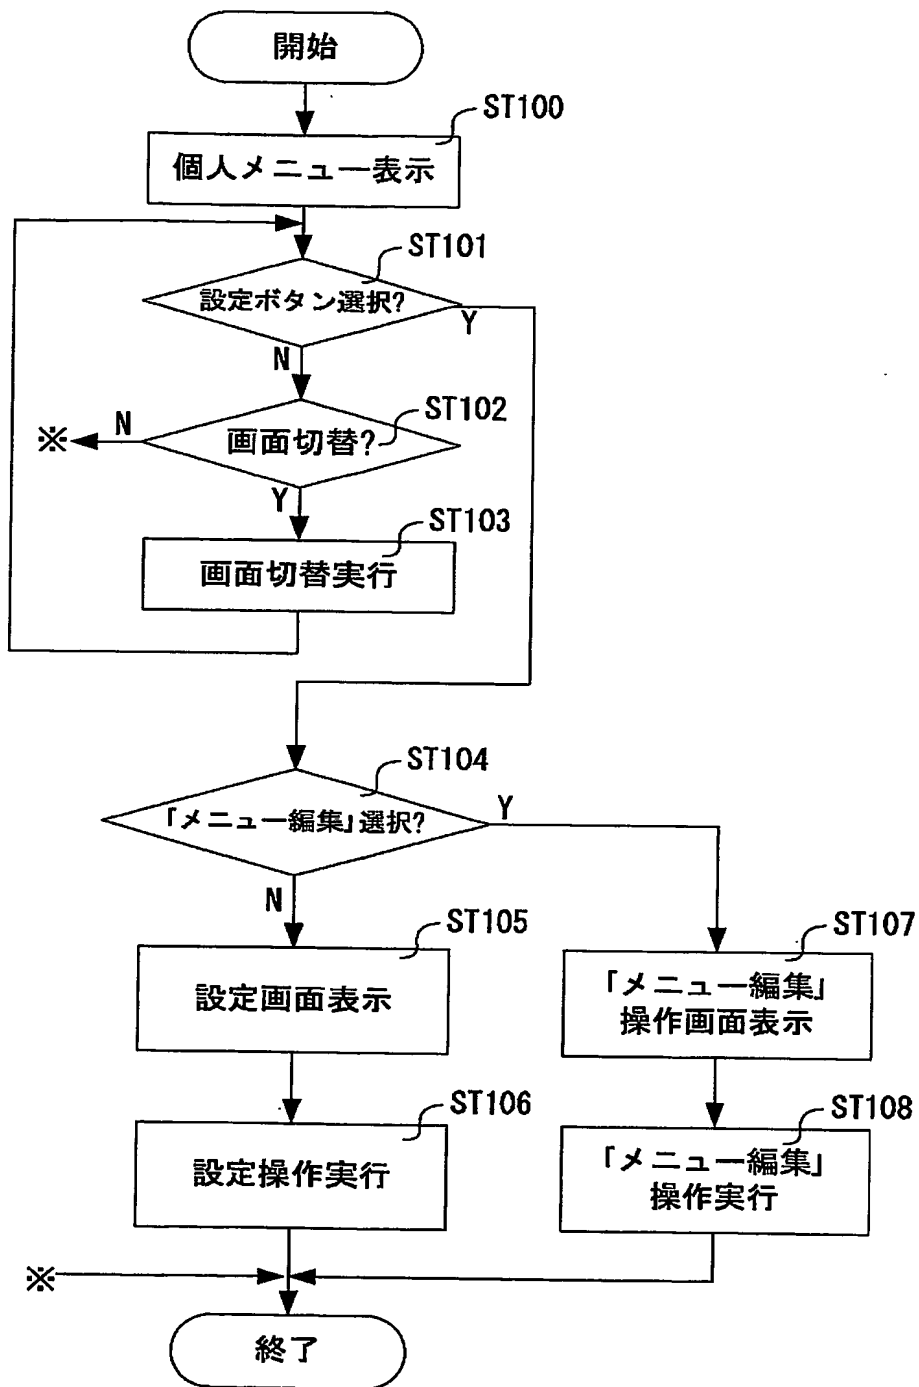 開始
ST100
個人メニュー表示
ST101
設定ボタン選択?
Y
N
ST102
※
N
画面切替?
Y
ST103
画面切替実行
ST104
「メニュー編集」選択?
Y
N
ST105
設定画面表示
ST107
「メニュー編集」
操作画面表示
ST106
設定操作実行
ST108
「メニュー編集」
操作実行
※
終了